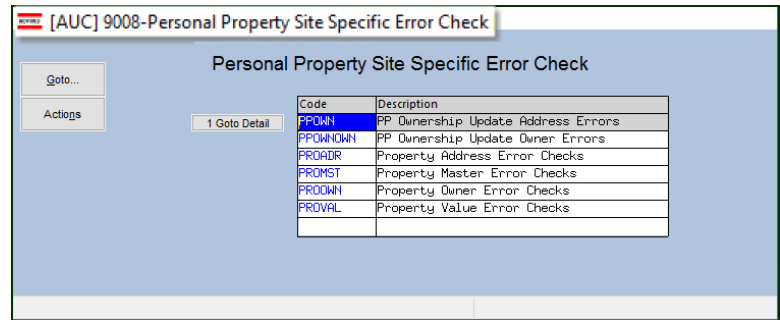 [AUC] 9008-Personal Property Site Specific Error Check
Personal Property Site Specific Error Check
Goto...
Actions
1 Goto Detail
Code Description
PPOWN PP Ownership Update Address Errors
PPOWNOWN PP Ownership Update Owner Errors
PROADR Property Address Error Checks
PROMST Property Master Error Checks
PROOWN Property Owner Error Checks
PROVAL Property Value Error Checks